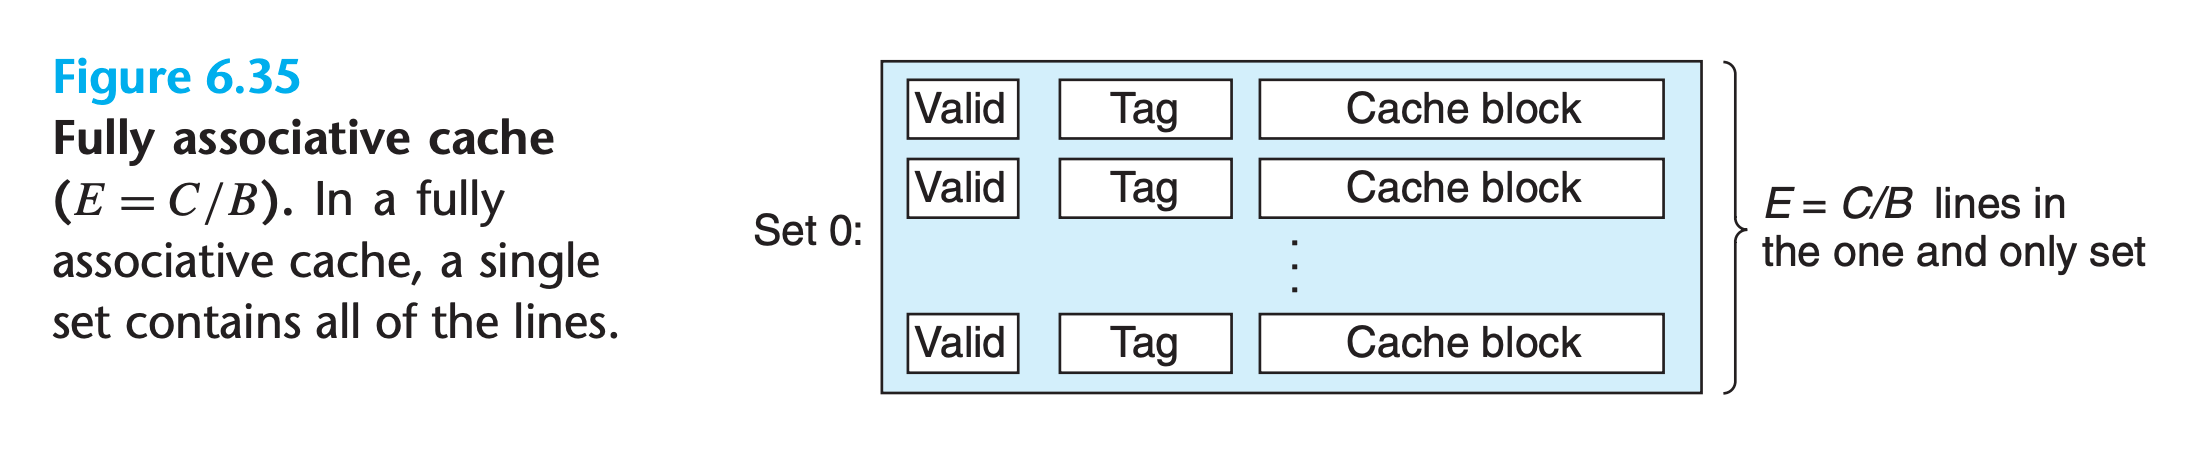 Figure 6.35
Fully associative cache
(E = C/B). In a fully
associative cache, a single
set contains all of the lines.
Set 0:
Valid Tag Cache block
Valid Tag Cache block
Valid Tag Cache block
E = C/B lines in
the one and only set